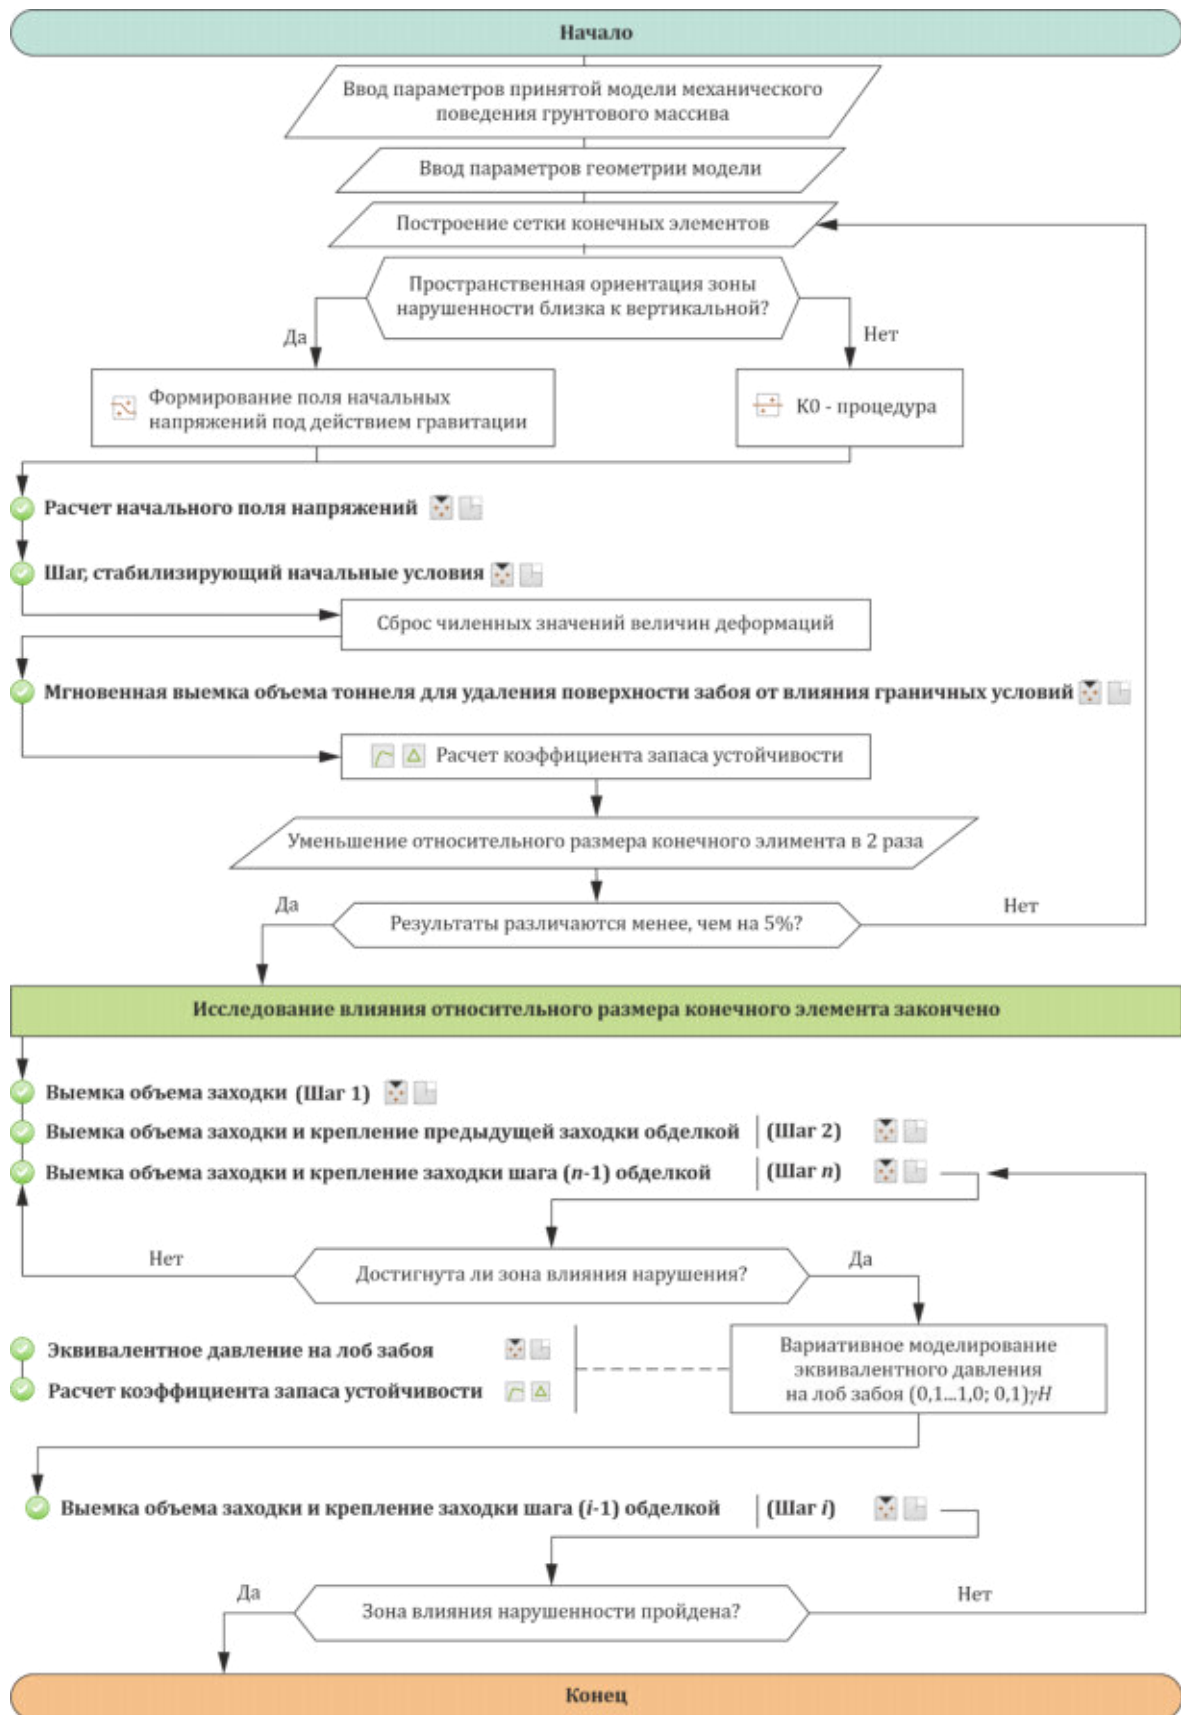 Начало
Ввод параметров принятой модели механического
поведения грунтового массива
Ввод параметров геометрии модели
Построение сетки конечных элементов
Пространственная ориентация зоны
нарушенности близка к вертикальной?
Да
Нет
Формирование поля начальных
напряжений под действием гравитации
K0 - процедура
Расчет начального поля напряжений
Шаг, стабилизирующий начальные условия
Сброс чиленных значений величин деформаций
Мгновенная выемка объема тоннеля для удаления поверхности забоя от влияния граничных условий
Расчет коэффициента запаса устойчивости
Уменьшение относительного размера конечного элимента в 2 раза
Да
Результаты различаются менее, чем на 5%?
Нет
Исследование влияния относительного размера конечного элемента закончено
Выемка объема заходки (Шаг 1)
Выемка объема заходки и крепление предыдущей заходки обделкой (Шаг 2)
Выемка объема заходки и крепление заходки шага (n-1) обделкой (Шаг n)
Нет
Достигнута ли зона влияния нарушения?
Да
Эквивалентное давление на лоб забоя
Расчет коэффициента запаса устойчивости
Вариативное моделирование
эквивалентного давления
на лоб забоя (0,1...1,0; 0,1)γH
Выемка объема заходки и крепление заходки шага (i-1) обделкой (Шаг i)
Да
Зона влияния нарушенности пройдена?
Нет
Конец